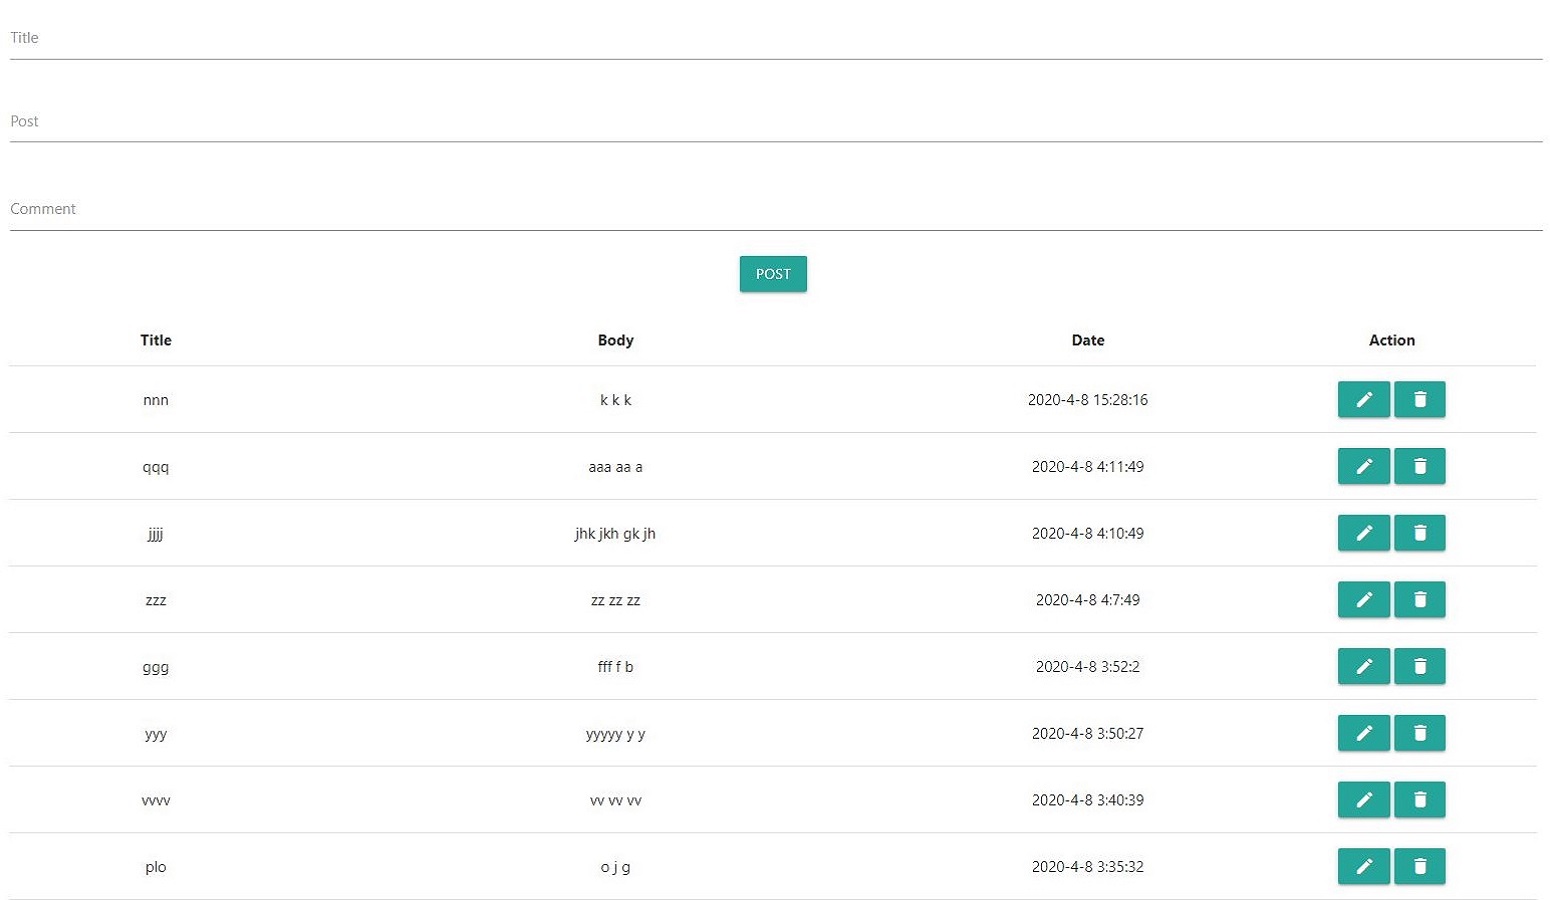 Title
Post
Comment
POST
Title Body Date Action
nnn k k k 2020-4-8 15:28:16
qqq aaa aa a 2020-4-8 4:11:49
jjjj jhk jkh gk jh 2020-4-8 4:10:49
zzz zz zz zz 2020-4-8 4:7:49
ggg fff f b 2020-4-8 3:52:2
yyy yyyyy y y 2020-4-8 3:50:27
vvvv vv vv vv 2020-4-8 3:40:39
plo o j g 2020-4-8 3:35:32